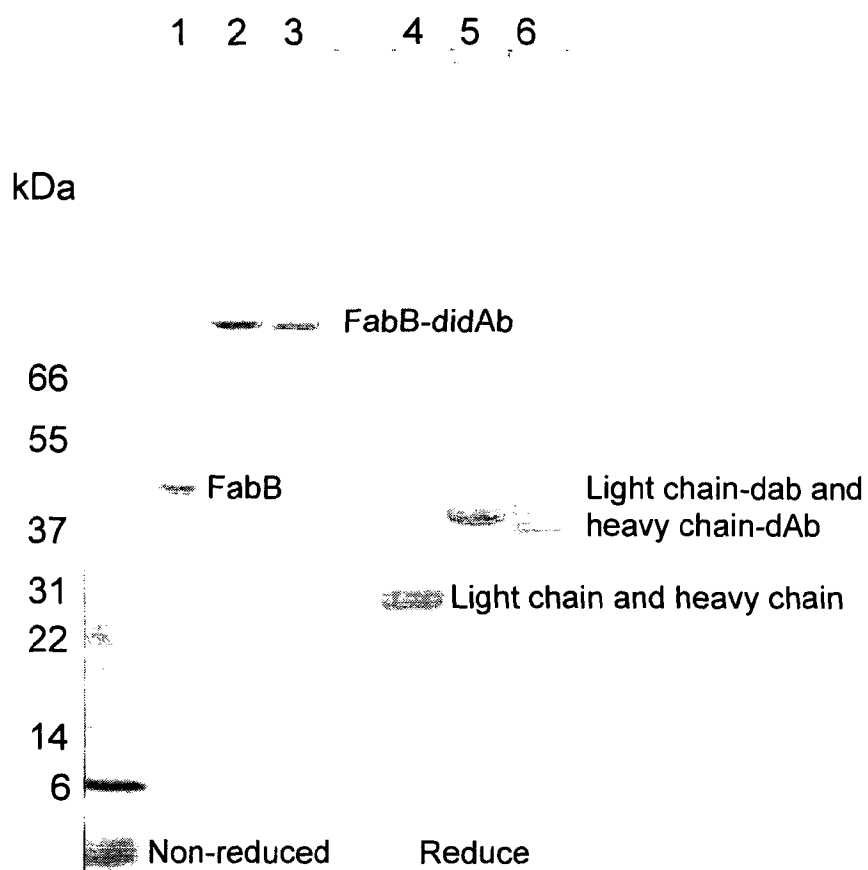 1 2 3 4 5 6
kDa
FabB-didAb
66
55
FabB
Light chain-dab and
heavy chain-dAb
37
31
Light chain and heavy chain
22
14
6
Non-reduced Reduce